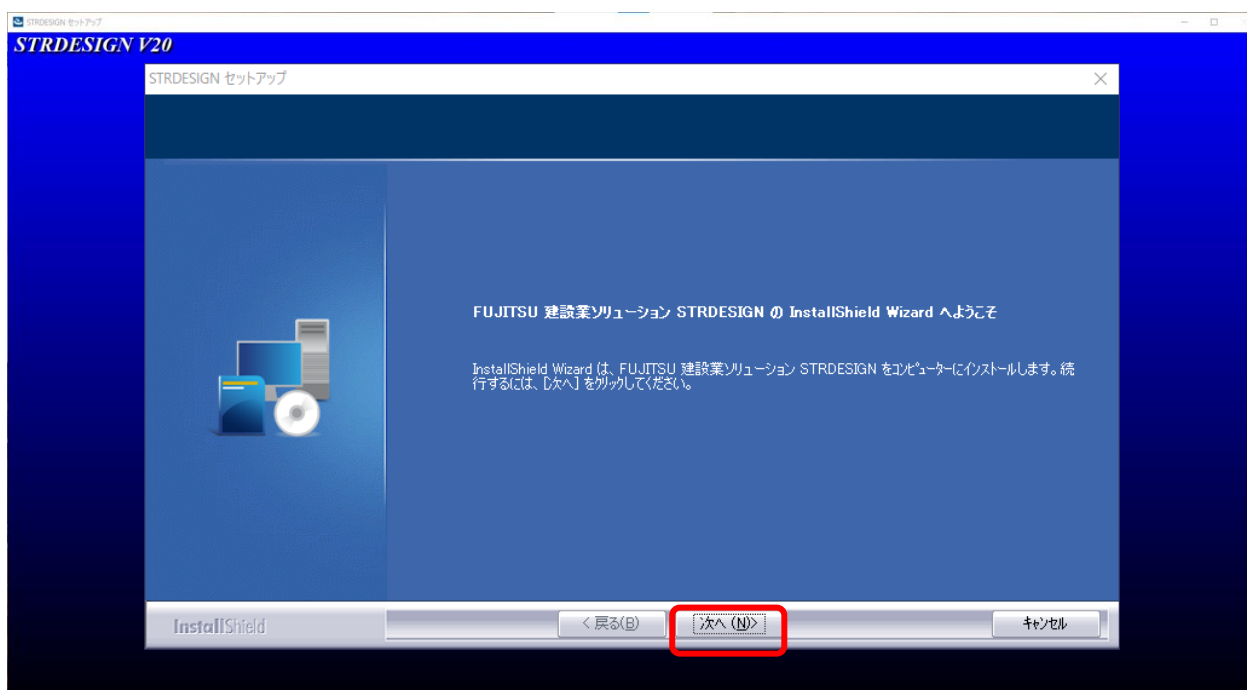 STRDESIGN セットアップ
STRDESIGN V20
STRDESIGN セットアップ
FUJITSU 建設業ソリューション STRDESIGN の InstallShield Wizard へようこそ
InstallShield Wizard は、FUJITSU 建設業ソリューション STRDESIGN をコンピューターにインストールします。続
行するには、[次へ] をクリックしてください。
InstallShield
< 戻る(B)
次へ (N)>
キャンセル